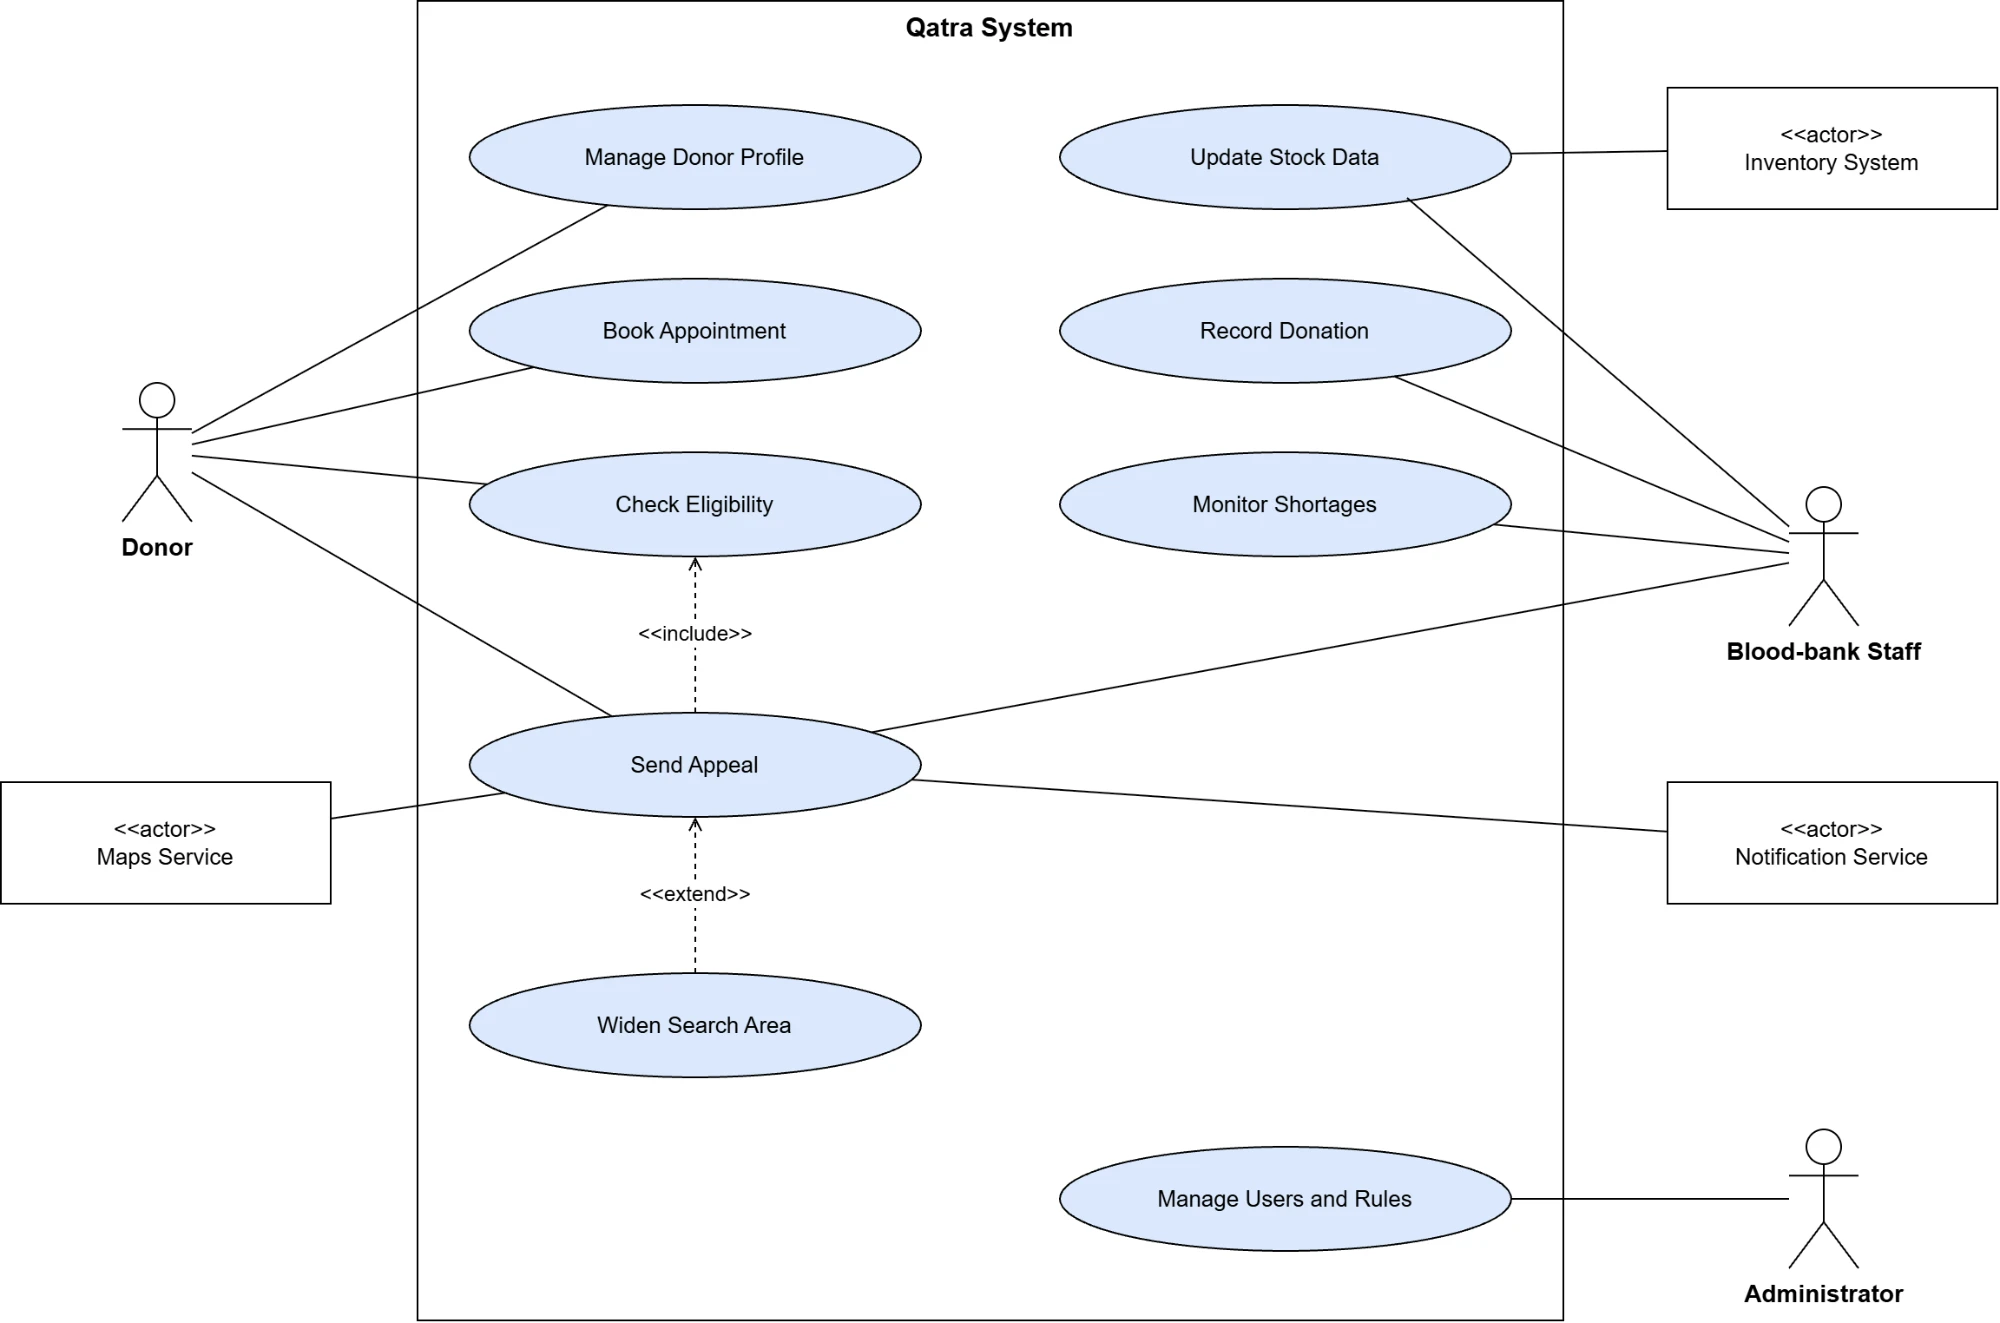 Qatra System
Manage Donor Profile
Update Stock Data
<<actor>>
Inventory System
Book Appointment
Record Donation
Donor
Check Eligibility
Monitor Shortages
Blood-bank Staff
<<include>>
Send Appeal
<<actor>>
Maps Service
<<actor>>
Notification Service
<<extend>>
Widen Search Area
Manage Users and Rules
Administrator